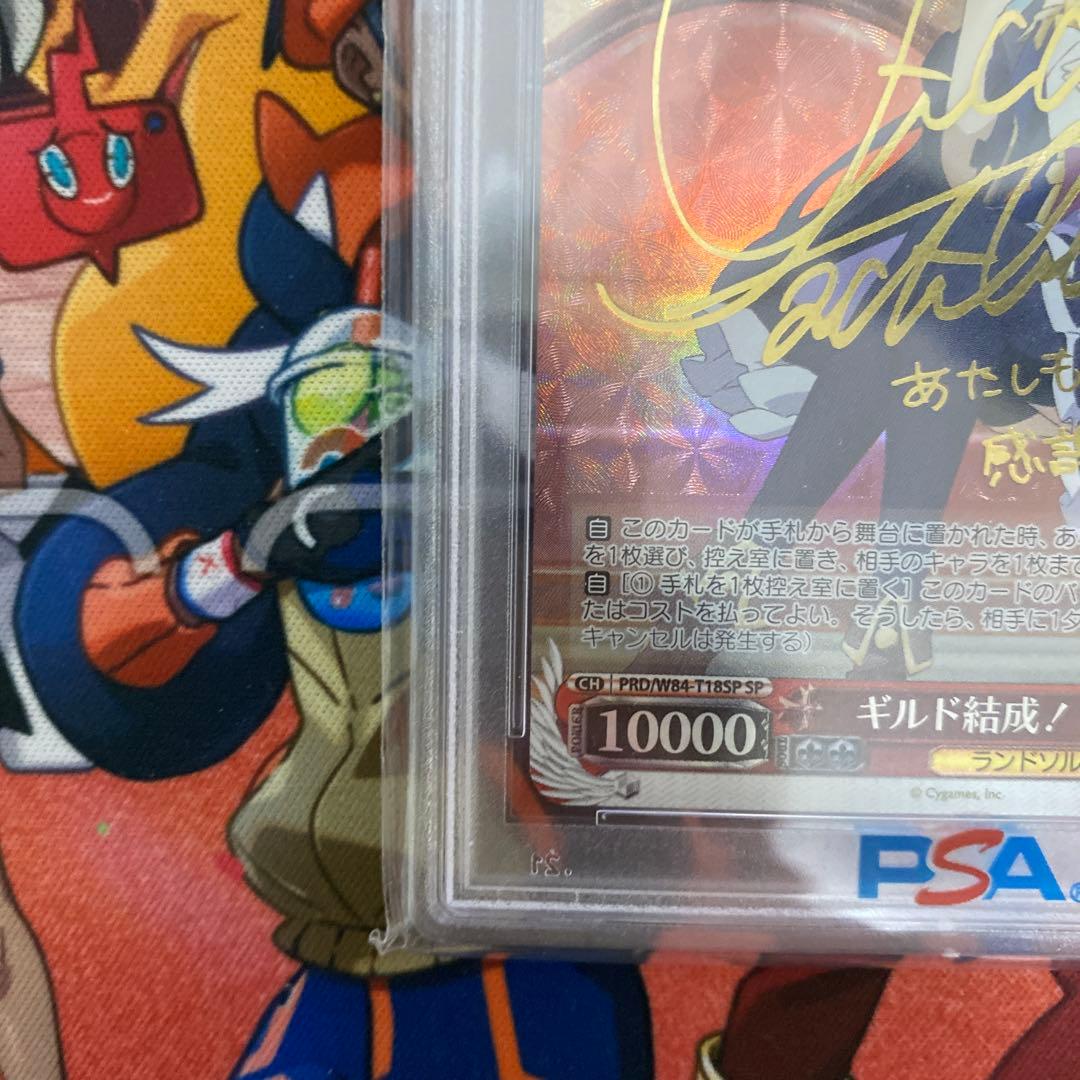 あたしも
感謝
自 このカードが手札から舞台に置かれた時、あ
を1枚選び、控え室に置き、相手のキャラを1枚まで
自 [① 手札を1枚控え室に置く] このカードのバ
たはコストを払ってよい。そうしたら、相手に1ダ
キャンセルは発生する)
CH PRD/W84-T18SP SP
POWER 10000 ギルド結成!
ランドソル
© Cygames, Inc.
PSA